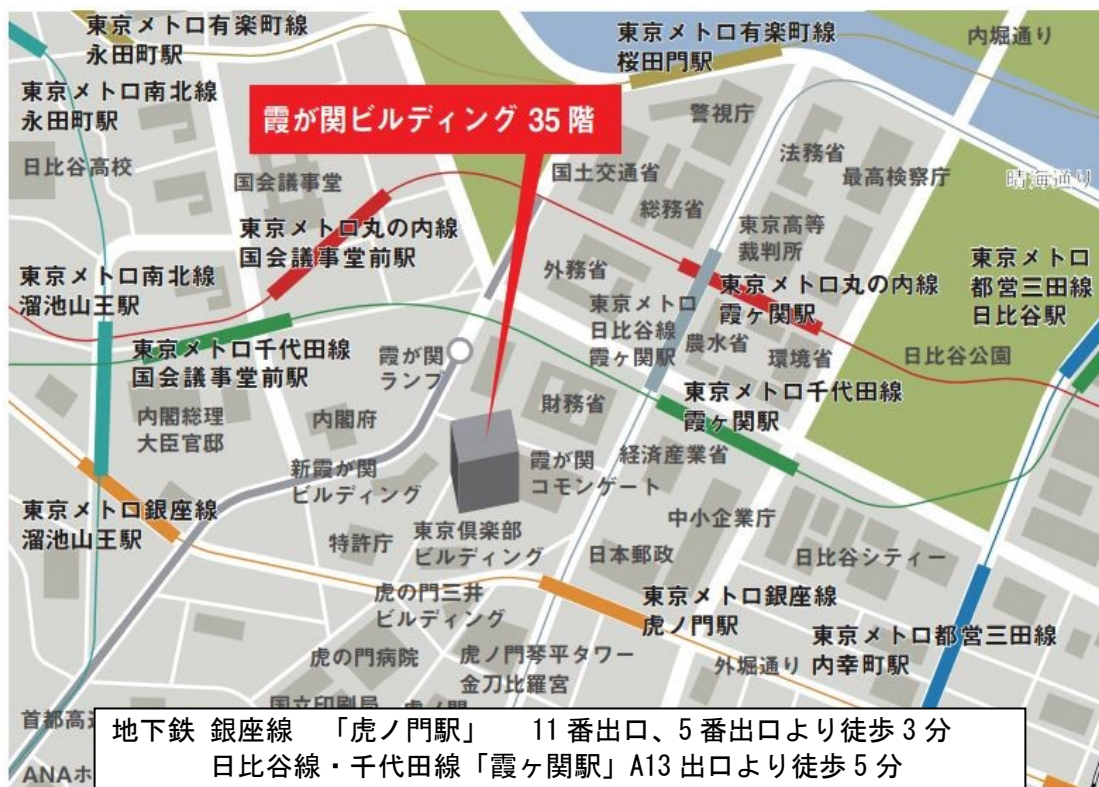 東京メトロ有楽町線
永田町駅
東京メトロ有楽町線
桜田門駅
内堀通り
東京メトロ南北線
永田町駅
霞が関ビルディング 35 階
警視庁
日比谷高校
国会議事堂
国土交通省
法務省
最高検察庁
晴海通り
総務省
東京高等
裁判所
東京メトロ丸の内線
国会議事堂前駅
外務省
東京メトロ南北線
溜池山王駅
東京メトロ丸の内線
霞ケ関駅
東京メトロ
都営三田線
日比谷駅
東京メトロ
日比谷線
霞ケ関駅
農水省
環境省
日比谷公園
東京メトロ千代田線
国会議事堂前駅
霞が関
ランプ
東京メトロ千代田線
霞ケ関駅
内閣総理
大臣官邸
内閣府
財務省
新霞が関
ビルディング
霞が関
コモンゲート
経済産業省
東京メトロ銀座線
溜池山王駅
特許庁
東京倶楽部
ビルディング
中小企業庁
日本郵政
日比谷シティー
虎の門三井
ビルディング
東京メトロ銀座線
虎ノ門駅
虎の門病院
虎ノ門琴平タワー
金刀比羅宮
外堀通り
東京メトロ都営三田線
内幸町駅
国立印刷局
首都高
ANA
地下鉄 銀座線 「虎ノ門駅」 11 番出口、5 番出口より徒歩 3 分
日比谷線・千代田線「霞ヶ関駅」A13 出口より徒歩 5 分